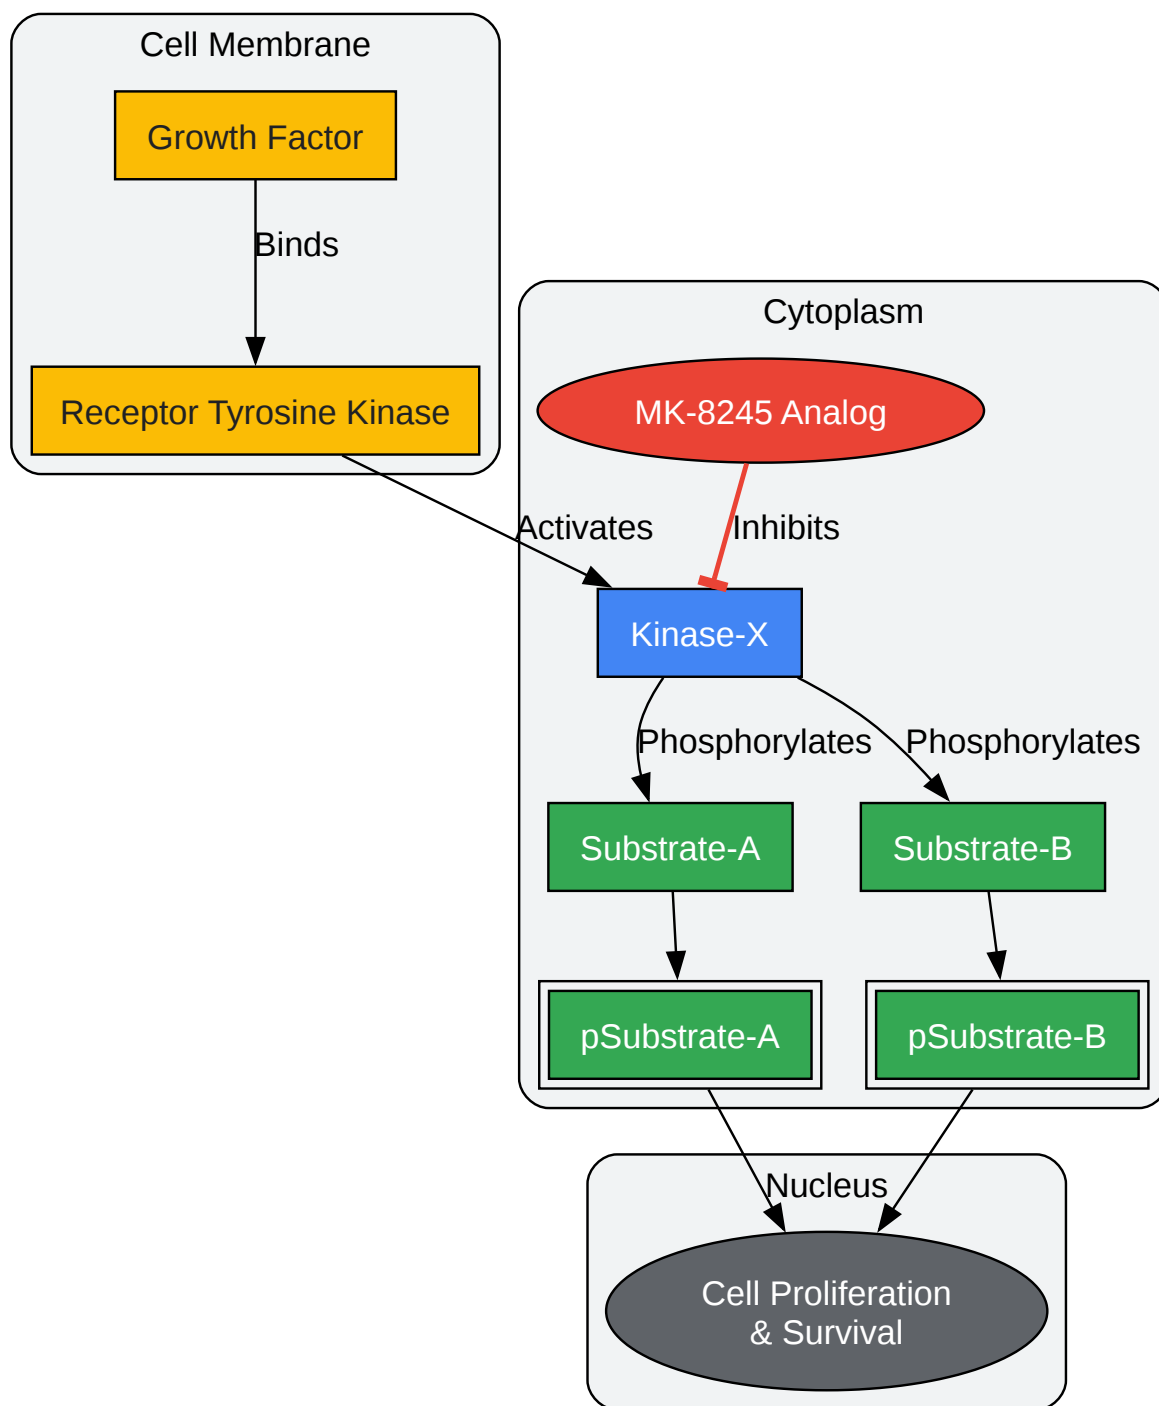 Cell Membrane
Growth Factor
Binds
Receptor Tyrosine Kinase
Cytoplasm
MK-8245 Analog
Activates
Inhibits
Kinase-X
Phosphorylates
Phosphorylates
Substrate-A
Substrate-B
pSubstrate-A
pSubstrate-B
Nucleus
Cell Proliferation
& Survival